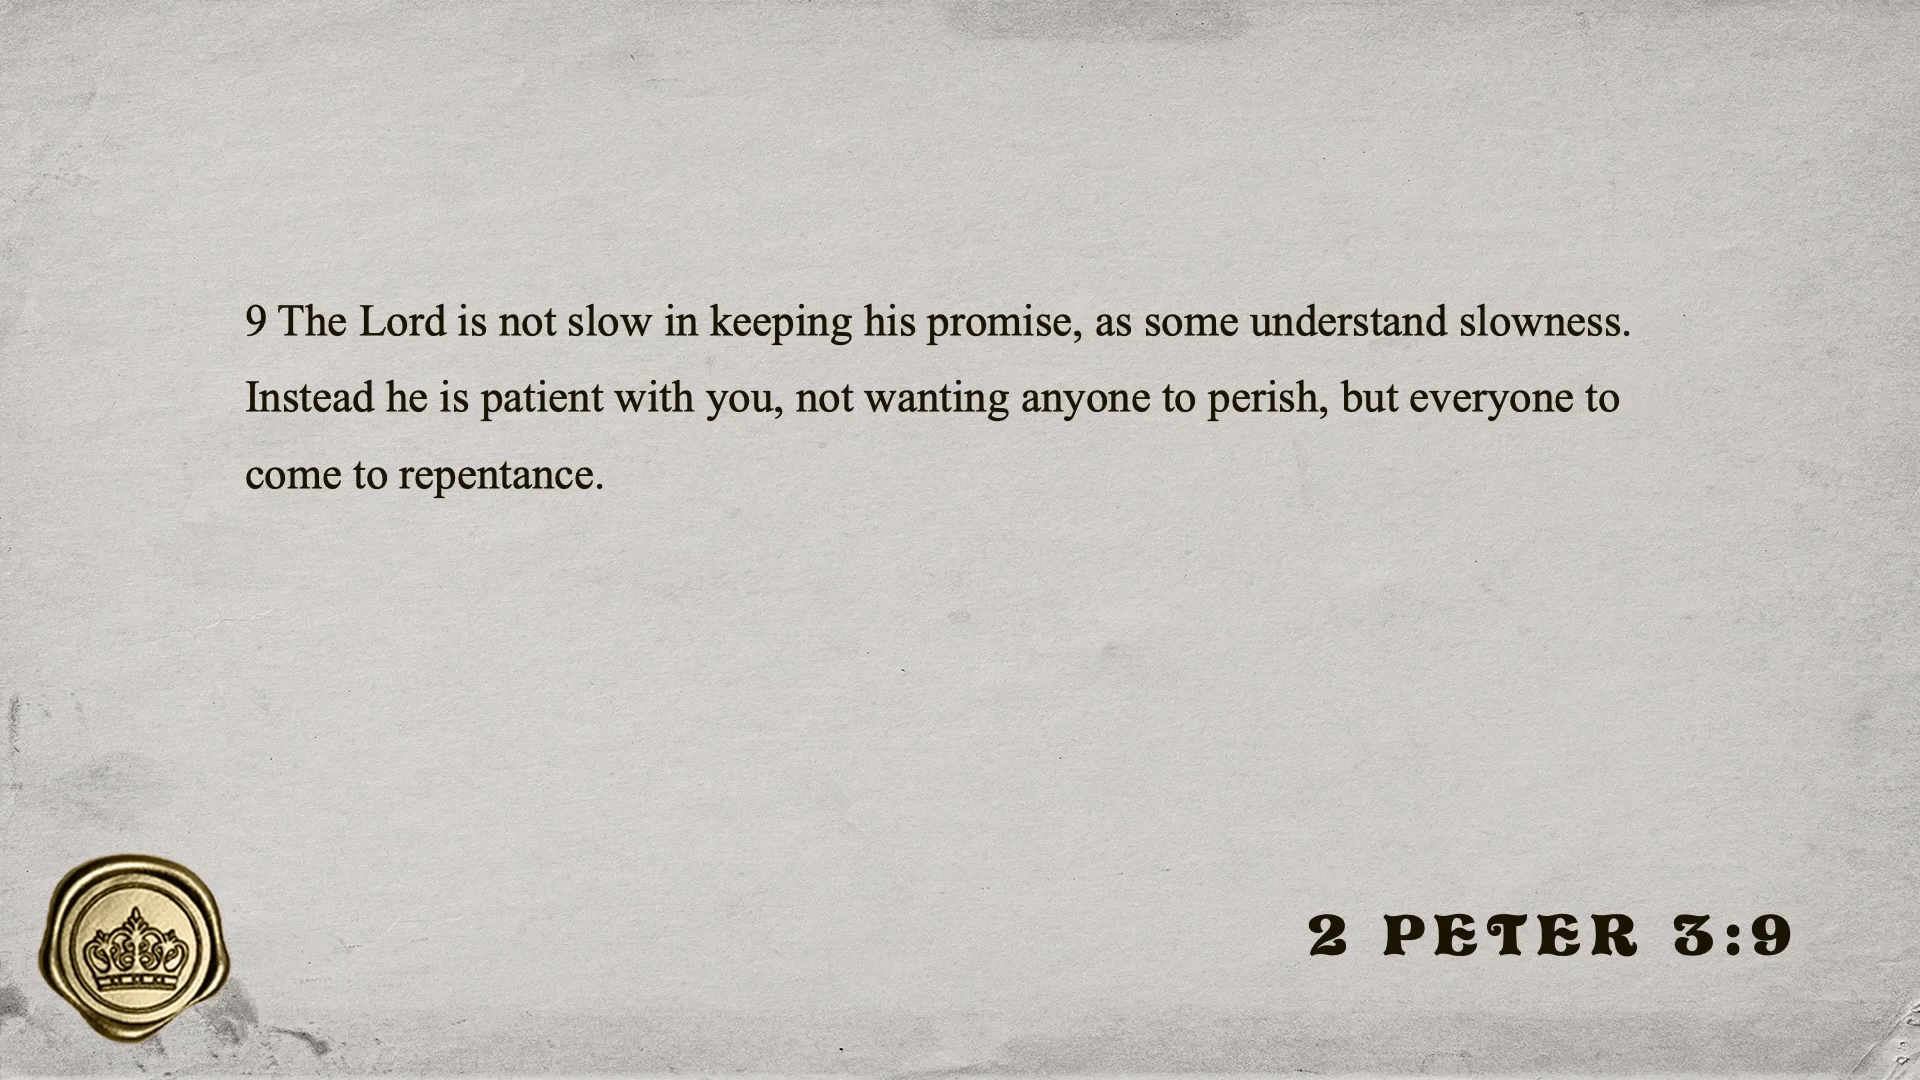 9 The Lord is not slow in keeping his promise, as some understand slowness.
Instead he is patient with you, not wanting anyone to perish, but everyone to
come to repentance.
2 PETER 3:9